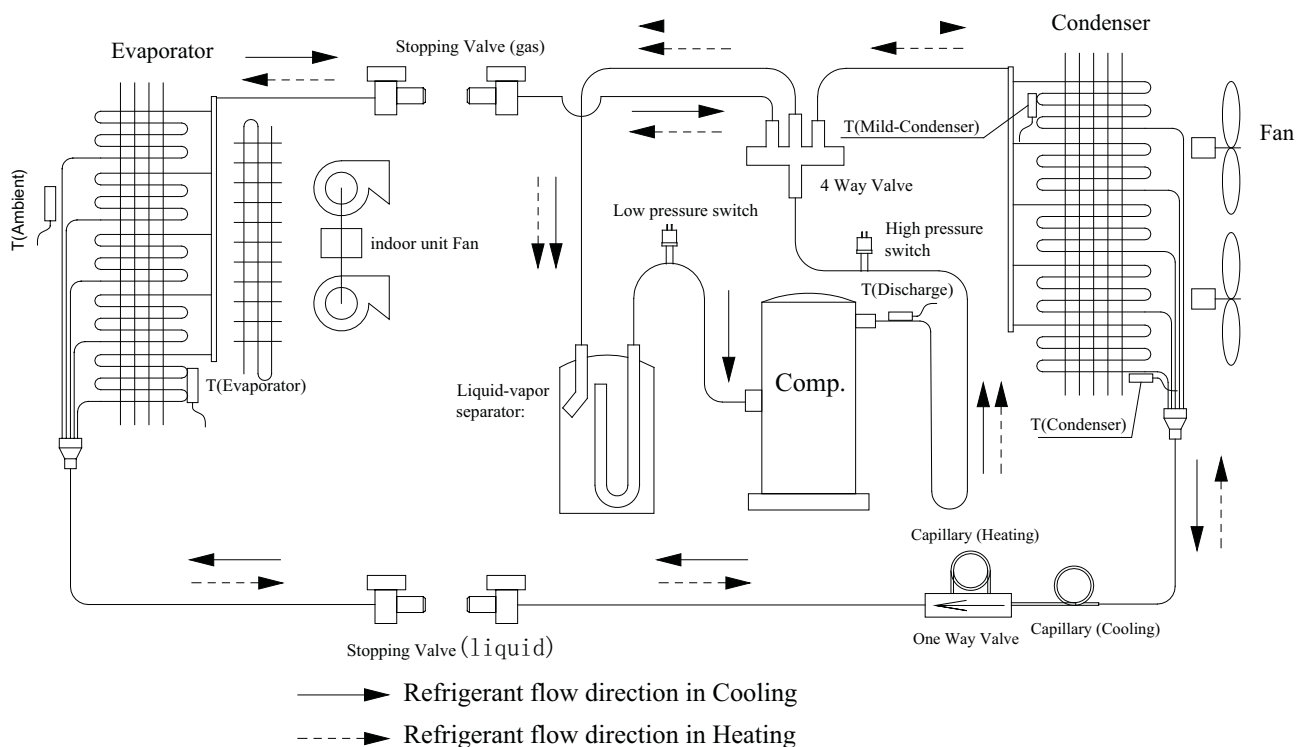 Evaporator
Stopping Valve (gas)
Condenser
T(Mild-Condenser)
Fan
T(Ambient)
4 Way Valve
Low pressure switch
indoor unit Fan
High pressure
switch
T(Discharge)
T(Evaporator)
Liquid-vapor
separator:
Comp.
T(Condenser)
Capillary (Heating)
One Way Valve
Capillary (Cooling)
Stopping Valve (liquid)
Refrigerant flow direction in Cooling
Refrigerant flow direction in Heating